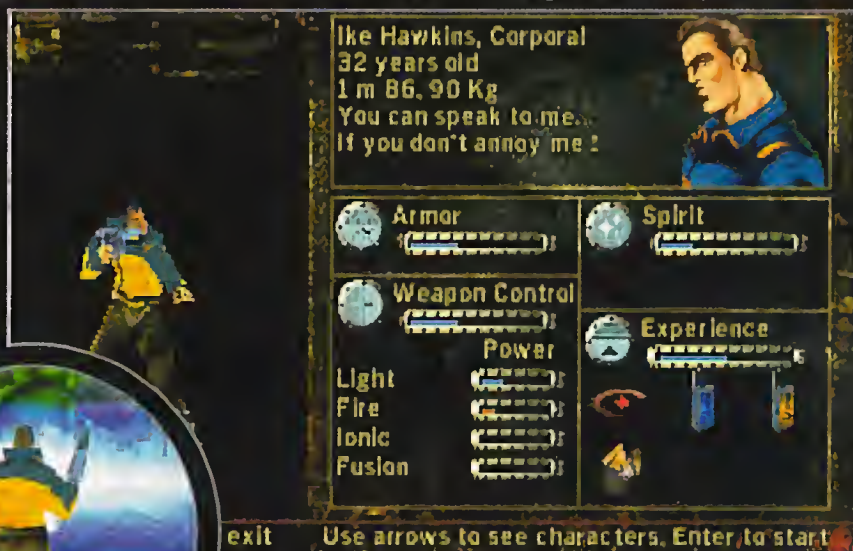 Ike Hawkins, Corporal
32 years old
1 m 86, 90 Kg
You can speak to me...
If you don't annoy me !
Armor
Spirit
Weapon Control
Experience
Power
Light
Fire
Ionic
Fusion
exit
Use arrows to see characters, Enter to start